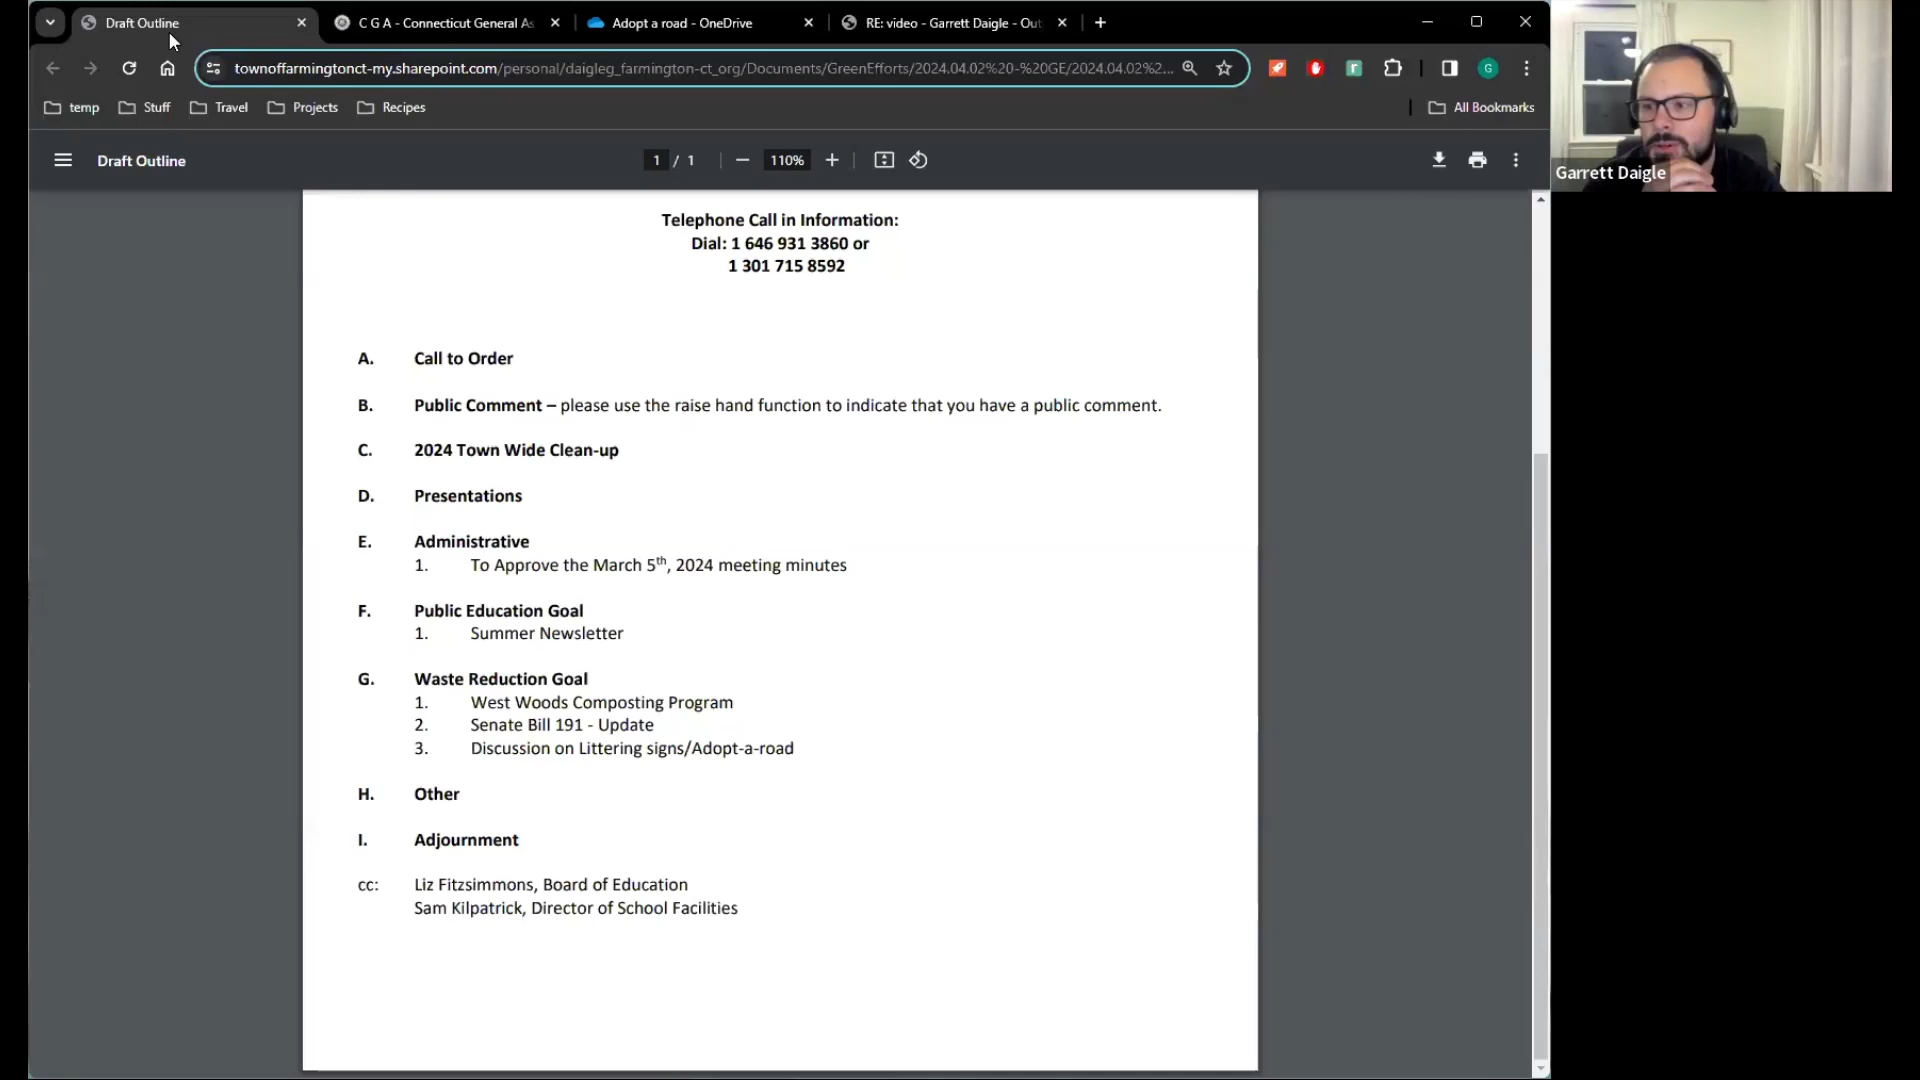 Draft Outline
C G A - Connecticut General As
Adopt a road - OneDrive
RE: video - Garrett Daigle - Out
townoffarmingtonct-my.sharepoint.com/personal/daigleg_farmington-ct_org/Documents/GreenEfforts/2024.04.02%20-%20GE/2024.04.02%2...
temp
Stuff
Travel
Projects
Recipes
All Bookmarks
Draft Outline
1 / 1
110%
Garrett Daigle
Telephone Call in Information:
Dial: 1 646 931 3860 or
1 301 715 8592
A. Call to Order
B. Public Comment – please use the raise hand function to indicate that you have a public comment.
C. 2024 Town Wide Clean-up
D. Presentations
E. Administrative
1. To Approve the March 5th, 2024 meeting minutes
F. Public Education Goal
1. Summer Newsletter
G. Waste Reduction Goal
1. West Woods Composting Program
2. Senate Bill 191 - Update
3. Discussion on Littering signs/Adopt-a-road
H. Other
I. Adjournment
cc: Liz Fitzsimmons, Board of Education
Sam Kilpatrick, Director of School Facilities